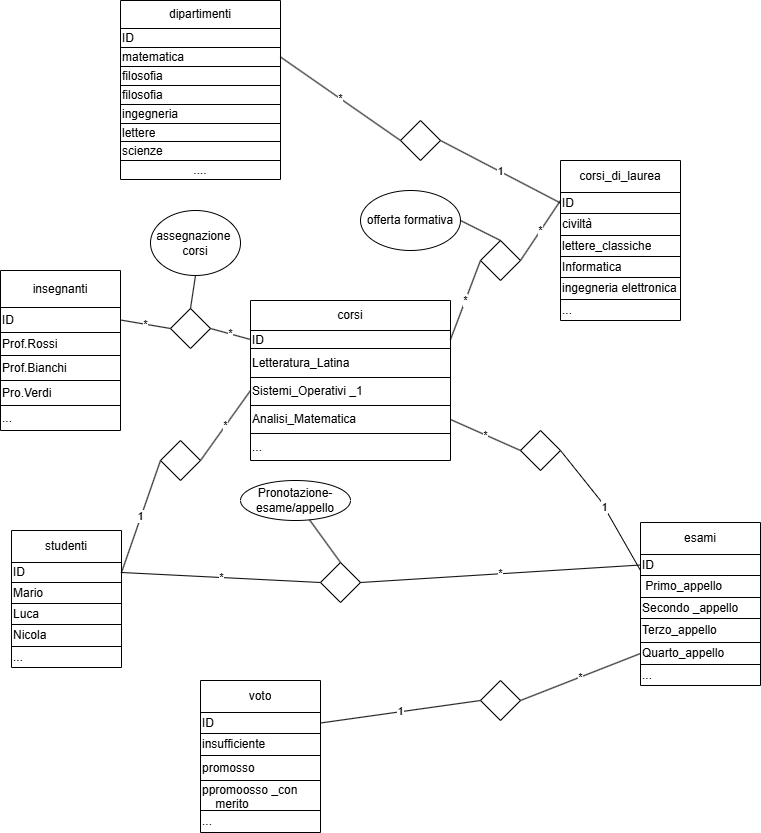 dipartimenti
ID
matematica
filosofia
filosofia
ingegneria
lettere
scienze
....
*
1
corsi_di_laurea
ID
civiltà
lettere_classiche
Informatica
ingegneria elettronica
...
offerta formativa
*
*
assegnazione
corsi
insegnanti
ID
Prof.Rossi
Prof.Bianchi
Pro.Verdi
...
*
*
corsi
ID
Letteratura_Latina
Sistemi_Operativi _1
Analisi_Matematica
...
*
1
*
1
Pronotazione-
esame/appello
studenti
ID
Mario
Luca
Nicola
...
*
*
esami
ID
Primo_appello
Secondo _appello
Terzo_appello
Quarto_appello
...
*
1
voto
ID
insufficiente
promosso
ppromoosso _con
merito
...